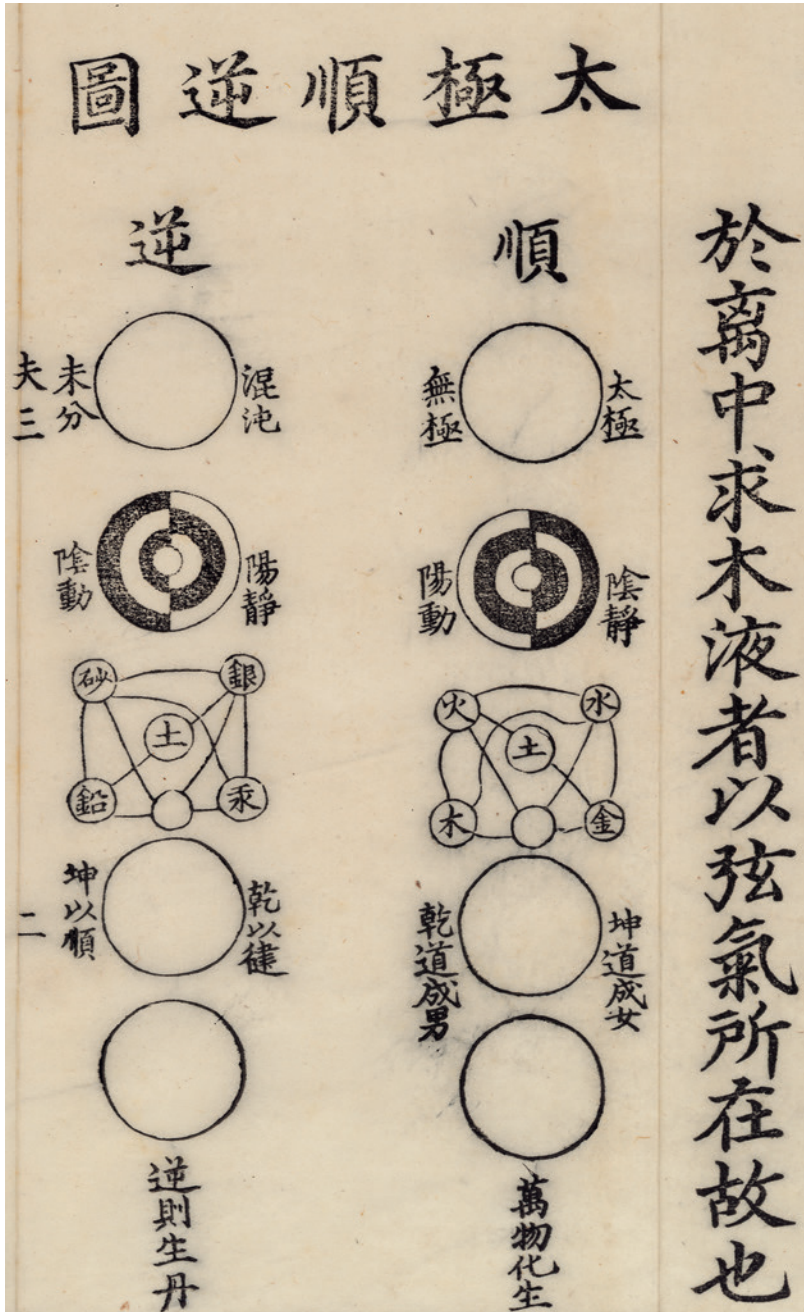 於离中求木液者以弦氣所在故也
太極順逆圖
順
太極
無極
陰靜
陽動
水
火
土
金
木
坤道成女
乾道成男
萬物化生
逆
混沌
未分
陽靜
陰動
銀
砂
土
汞
鉛
乾以健
坤以順
逆則生丹
夫三
二